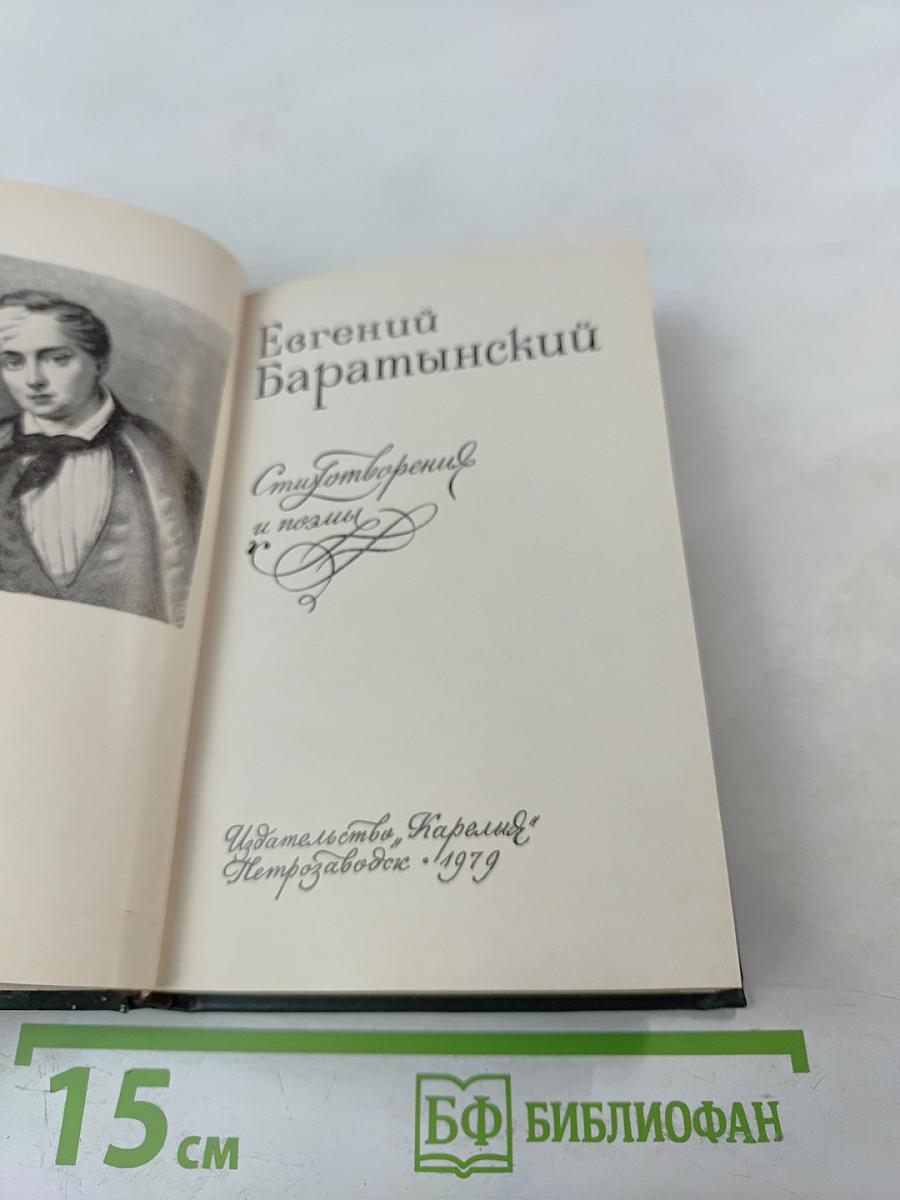 Евгений
Баратынский
Стихотворения
и поэмы
Издательство „Карелия“
Петрозаводск • 1979
15 см
БФ БИБЛИОФАН